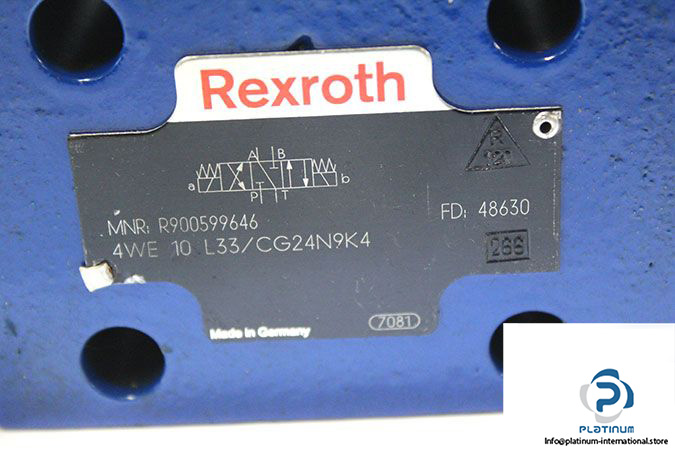 Rexroth
R
"2"
A B
a b
P T
MNR: R900599646
FD: 48630
4WE 10 L33/CG24N9K4
266
Made in Germany
7081
P
PLATINUM
Info@platinum-international.store